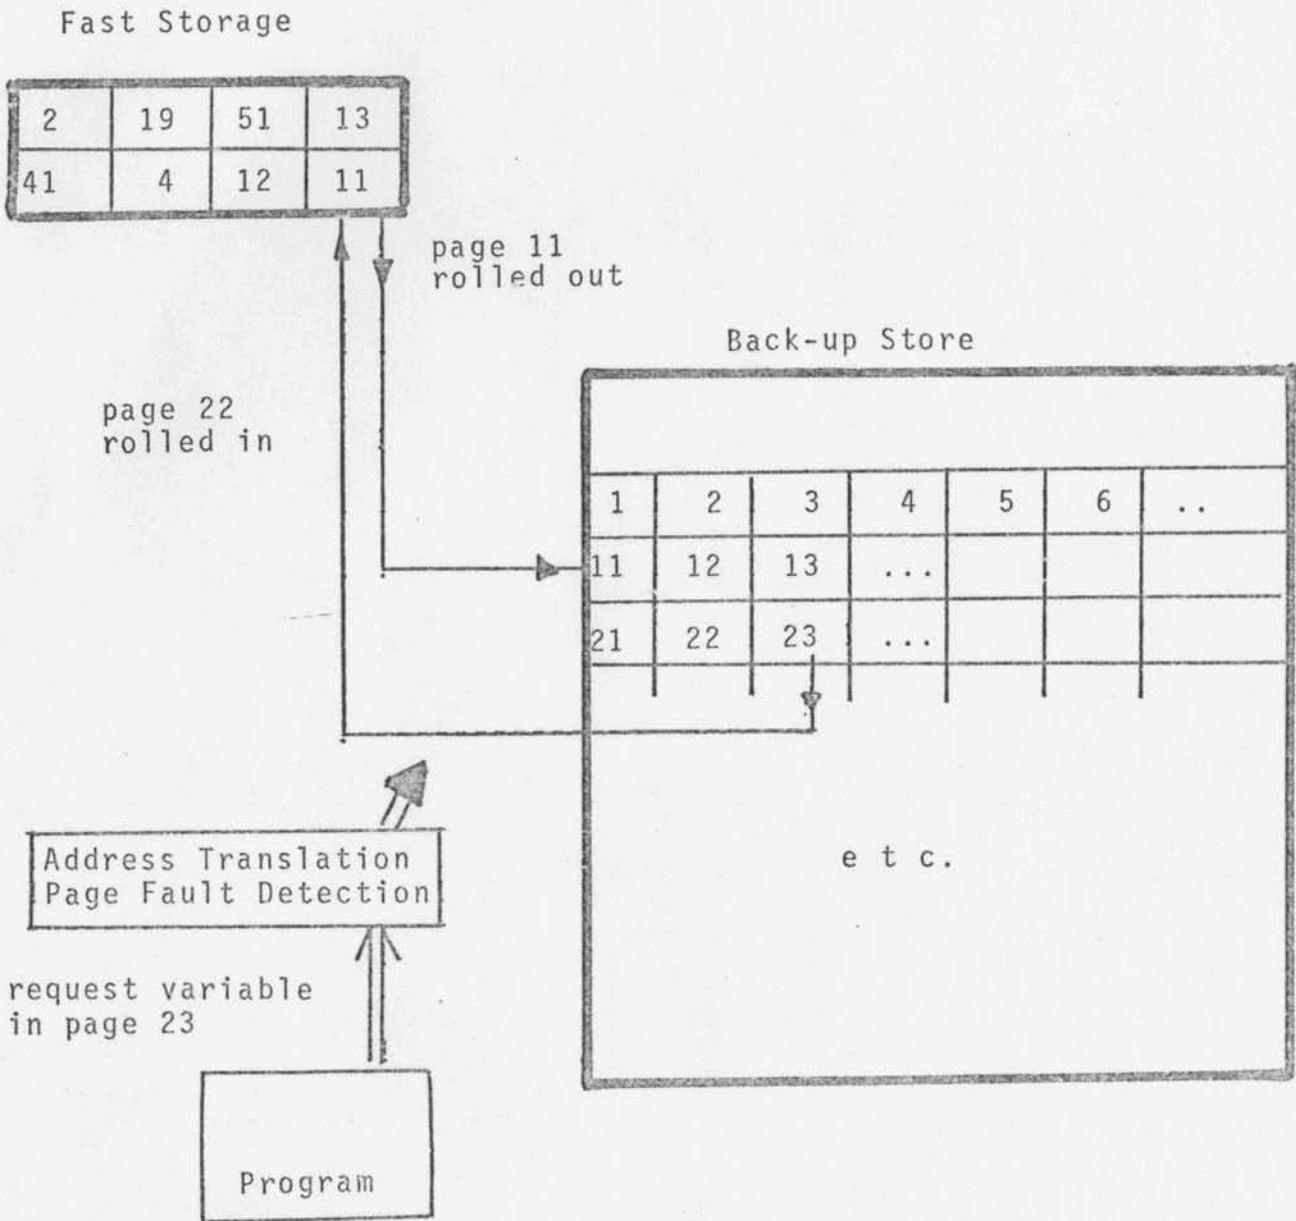 Fast Storage
2 19 51 13
41 4 12 11
page 11
rolled out
Back-up Store
page 22
rolled in
1 2 3 4 5 6 ..
11 12 13 ...
21 22 23 ...
Address Translation
Page Fault Detection
e t c.
request variable
in page 23
Program